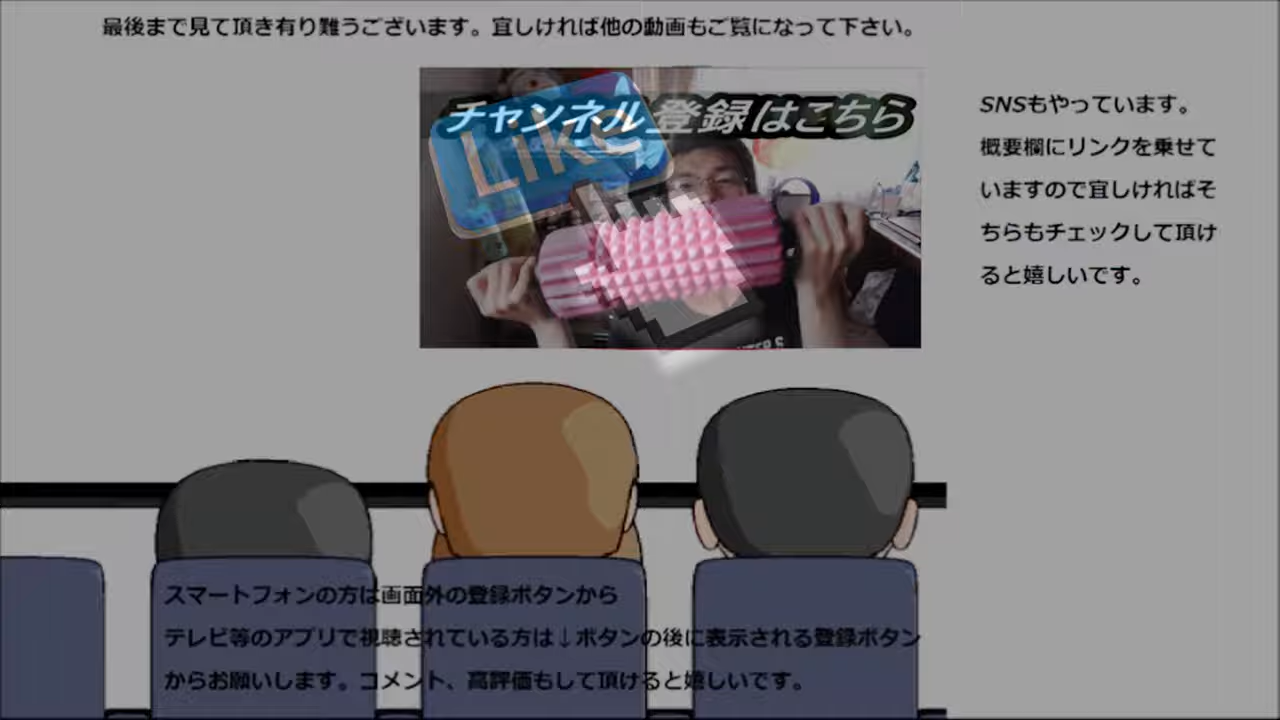 最後まで見て頂き有り難うございます。宜しければ他の動画もご覧になって下さい。
チャンネル登録はこちら
Like
SNSもやっています。
概要欄にリンクを乗せて
いますので宜しければそ
ちらもチェックして頂け
ると嬉しいです。
スマートフォンの方は画面外の登録ボタンから
テレビ等のアプリで視聴されている方は↓ボタンの後に表示される登録ボタン
からお願いします。コメント、高評価もして頂けると嬉しいです。